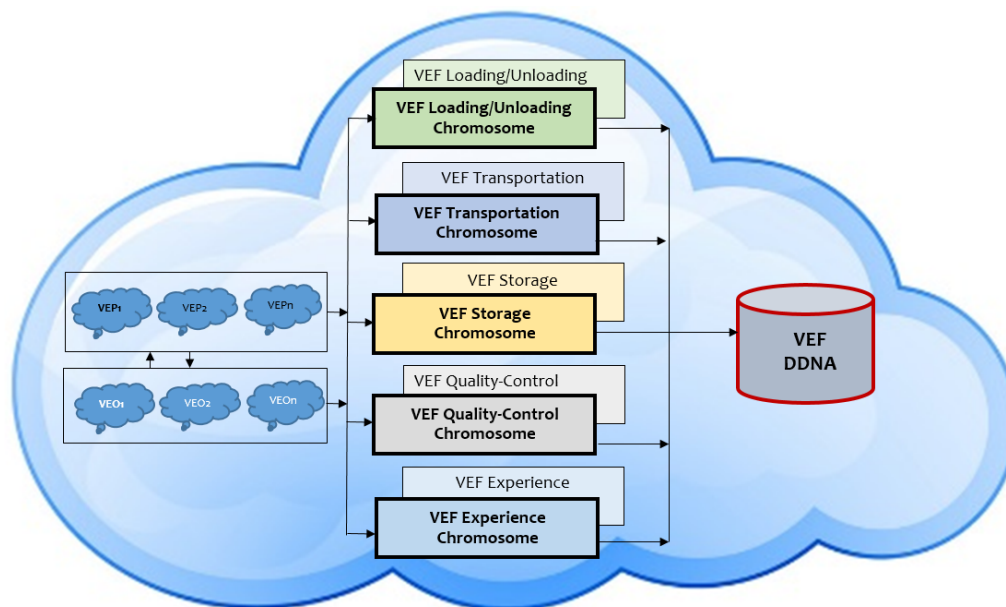 VEF Loading/Unloading
VEF Loading/Unloading
Chromosome
VEF Transportation
VEF Transportation
Chromosome
VEF Storage
VEF Storage
Chromosome
VEP1
VEP2
VEPn
VEF
DDNA
VEO1
VEO2
VEOn
VEF Quality-Control
VEF Quality-Control
Chromosome
VEF Experience
VEF Experience
Chromosome